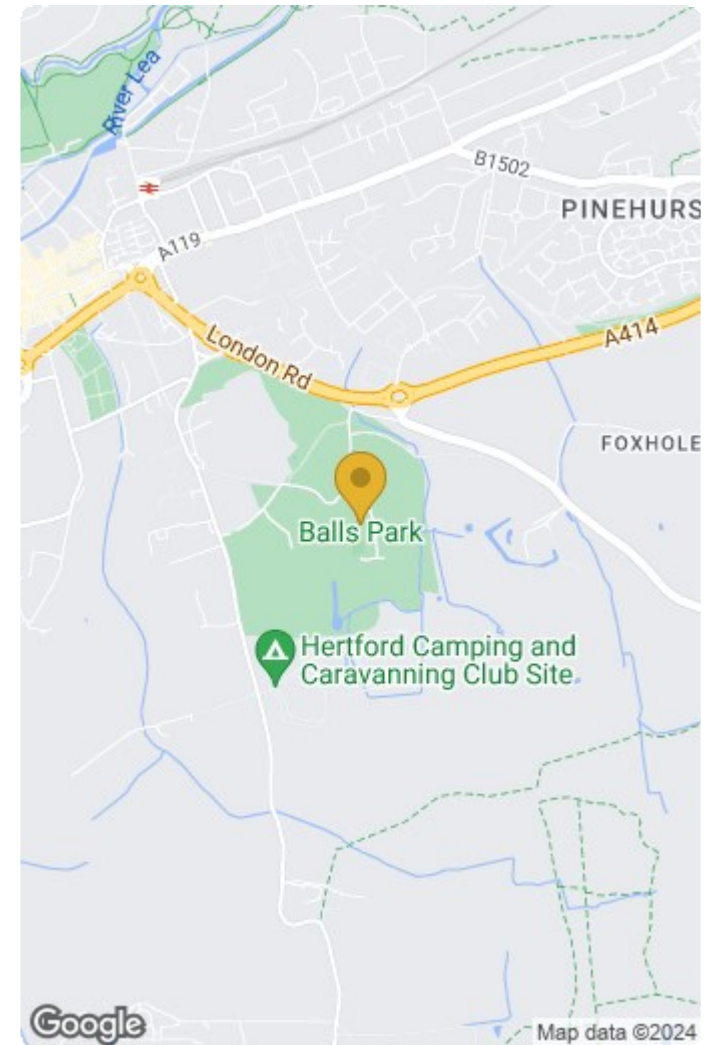 River Lea
B1502
PINEHURS
A119
London Rd
A414
FOXHOLE
Balls Park
Hertford Camping and
Caravanning Club Site
Google
Map data ©2024